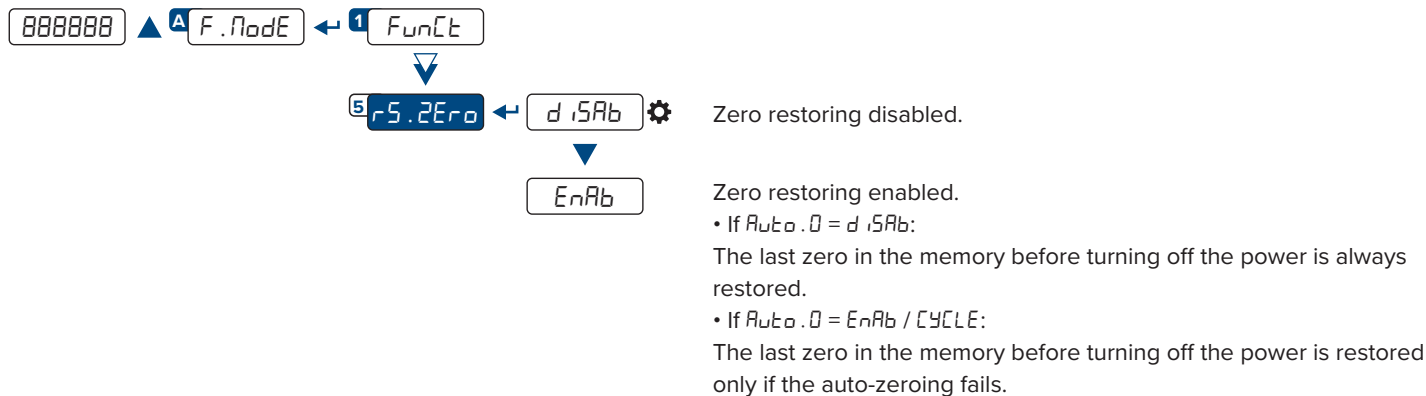 888888 A F.ModE 1 FunCt
5 rS.2Ero diSAb Zero restoring disabled.
EnAb Zero restoring enabled.
• If Auto.0 = diSAb:
The last zero in the memory before turning off the power is always
restored.
• If Auto.0 = EnAb / CYCLE:
The last zero in the memory before turning off the power is restored
only if the auto-zeroing fails.